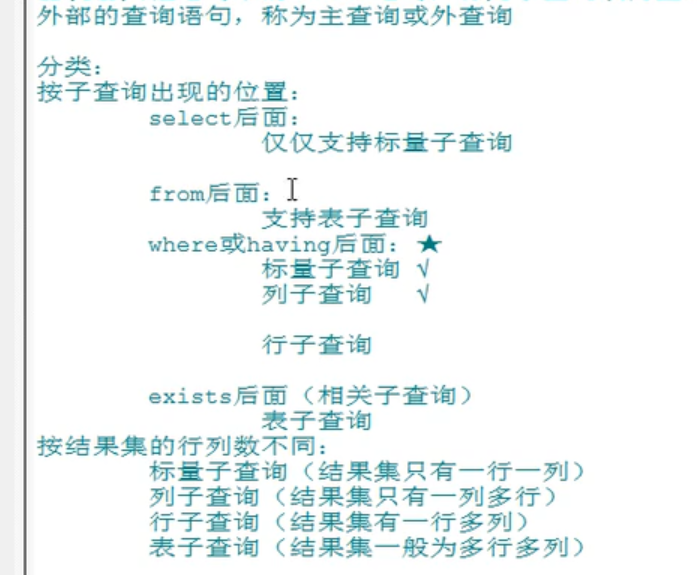 外部的查询语句，称为主查询或外查询
分类：
按子查询出现的位置：
select后面：
仅仅支持标量子查询
from后面：
支持表子查询
where或having后面：★
标量子查询 √
列子查询 √
行子查询
exists后面（相关子查询）
表子查询
按结果集的行列数不同：
标量子查询（结果集只有一行一列）
列子查询（结果集只有一列多行）
行子查询（结果集有一行多列）
表子查询（结果集一般为多行多列）